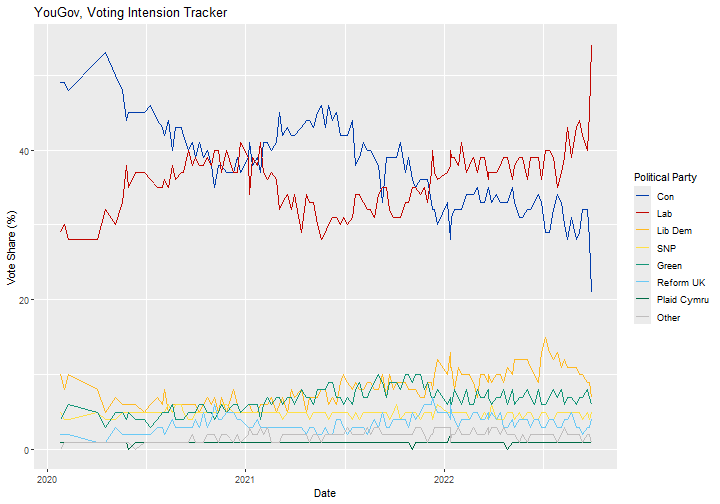 YouGov, Voting Intension Tracker
Vote Share (%)
40
20
0
2020
2021
2022
Date
Political Party
Con
Lab
Lib Dem
SNP
Green
Reform UK
Plaid Cymru
Other